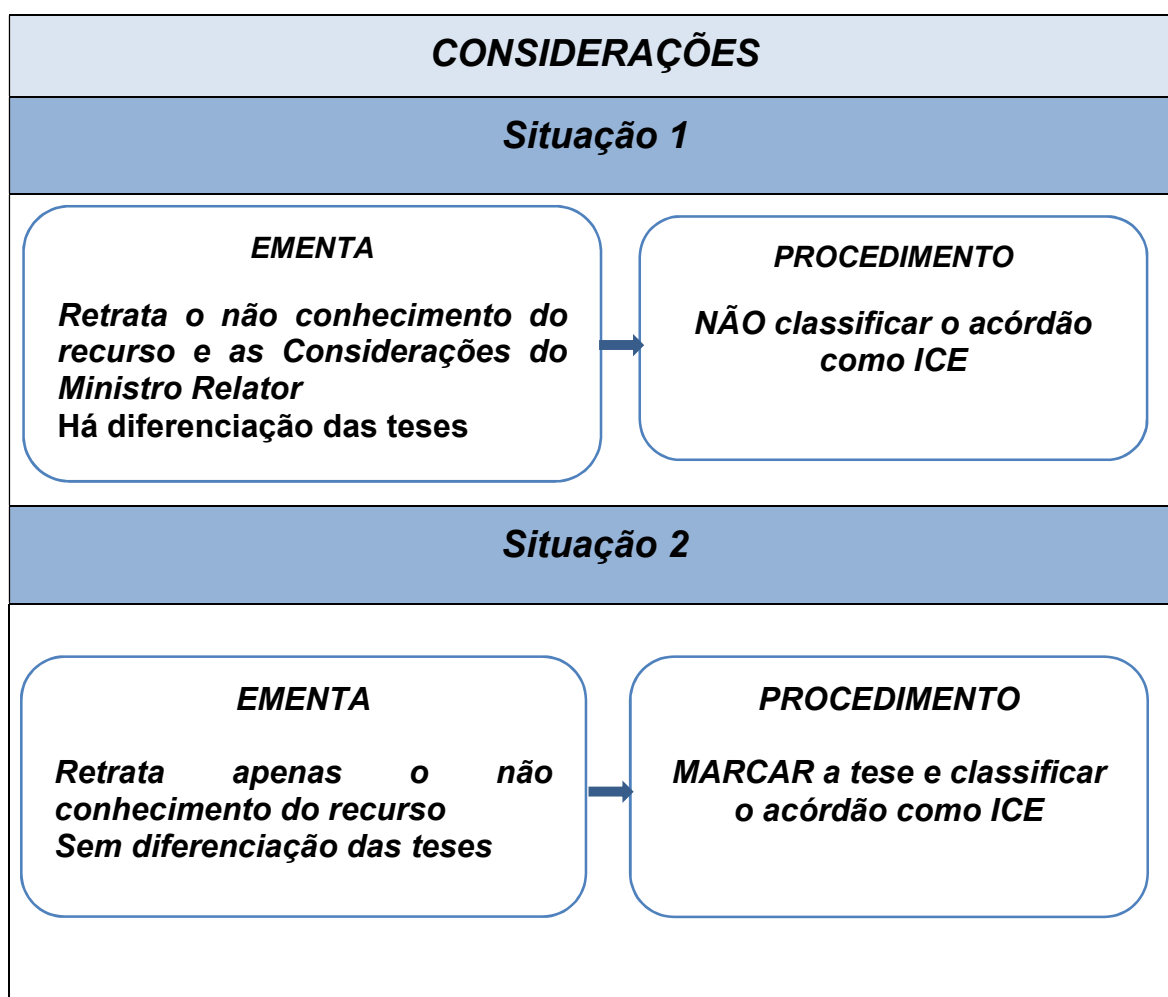 CONSIDERAÇÕES
Situação 1
EMENTA
Retrata o não conhecimento do
recurso e as Considerações do
Ministro Relator
Há diferenciação das teses
PROCEDIMENTO
NÃO classificar o acórdão
como ICE
Situação 2
EMENTA
Retrata apenas o não
conhecimento do recurso
Sem diferenciação das teses
PROCEDIMENTO
MARCAR a tese e classificar
o acórdão como ICE